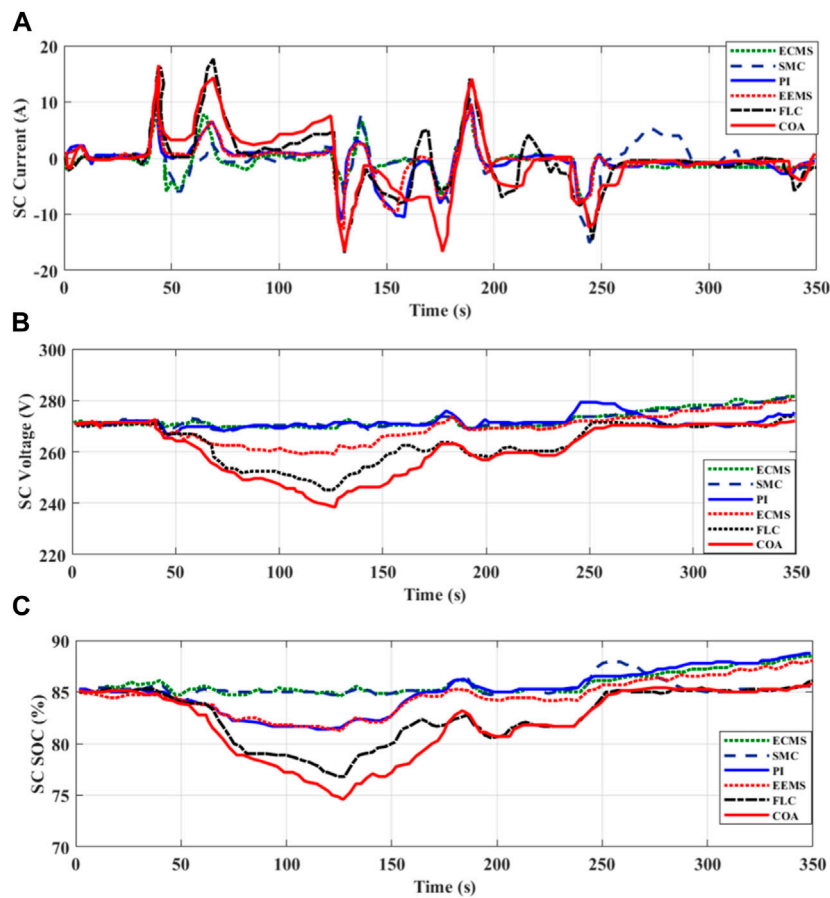 A
SC Current (A)
20
10
0
-10
-20
0 50 100 150 200 250 300 350
Time (s)
ECMS
SMC
PI
EEMS
FLC
COA
B
SC Voltage (V)
300
280
260
240
220
0 50 100 150 200 250 300 350
Time (s)
ECMS
SMC
PI
ECMS
FLC
COA
C
SC SOC (%)
90
85
80
75
70
0 50 100 150 200 250 300 350
Time (s)
ECMS
SMC
PI
EEMS
FLC
COA